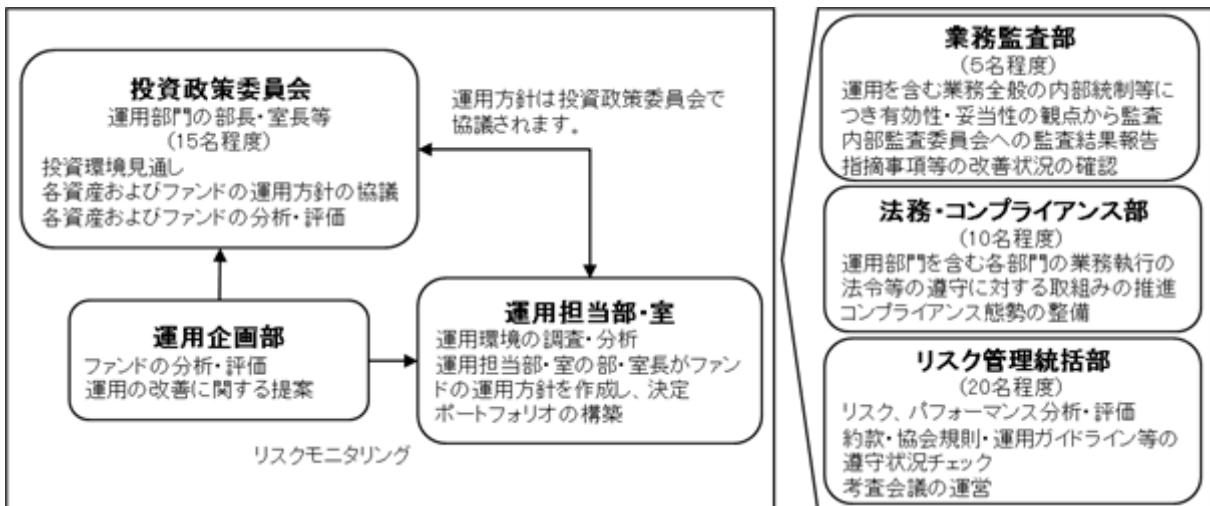 投資政策委員会
運用部門の部長・室長等
(15名程度)
投資環境見通し
各資産およびファンドの運用方針の協議
各資産およびファンドの分析・評価
運用方針は投資政策委員会で
協議されます。
運用企画部
ファンドの分析・評価
運用の改善に関する提案
運用担当部・室
運用環境の調査・分析
運用担当部・室の部・室長がファン
ドの運用方針を作成し、決定
ポートフォリオの構築
リスクモニタリング
業務監査部
(5名程度)
運用を含む業務全般の内部統制等に
つき有効性・妥当性の観点から監査
内部監査委員会への監査結果報告
指摘事項等の改善状況の確認
法務・コンプライアンス部
(10名程度)
運用部門を含む各部門の業務執行の
法令等の遵守に対する取組みの推進
コンプライアンス態勢の整備
リスク管理統括部
(20名程度)
リスク、パフォーマンス分析・評価
約款・協会規則・運用ガイドライン等の
遵守状況チェック
考査会議の運営